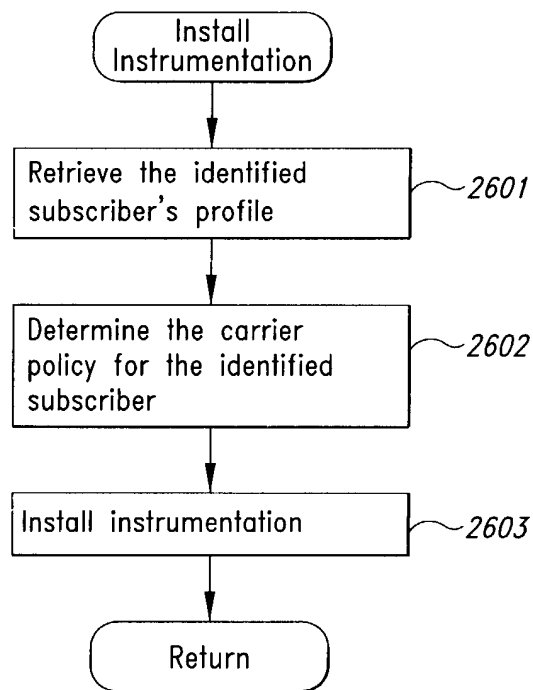 Install
Instrumentation
Retrieve the identified
subscriber's profile
2601
Determine the carrier
policy for the identified
subscriber
2602
Install instrumentation
2603
Return